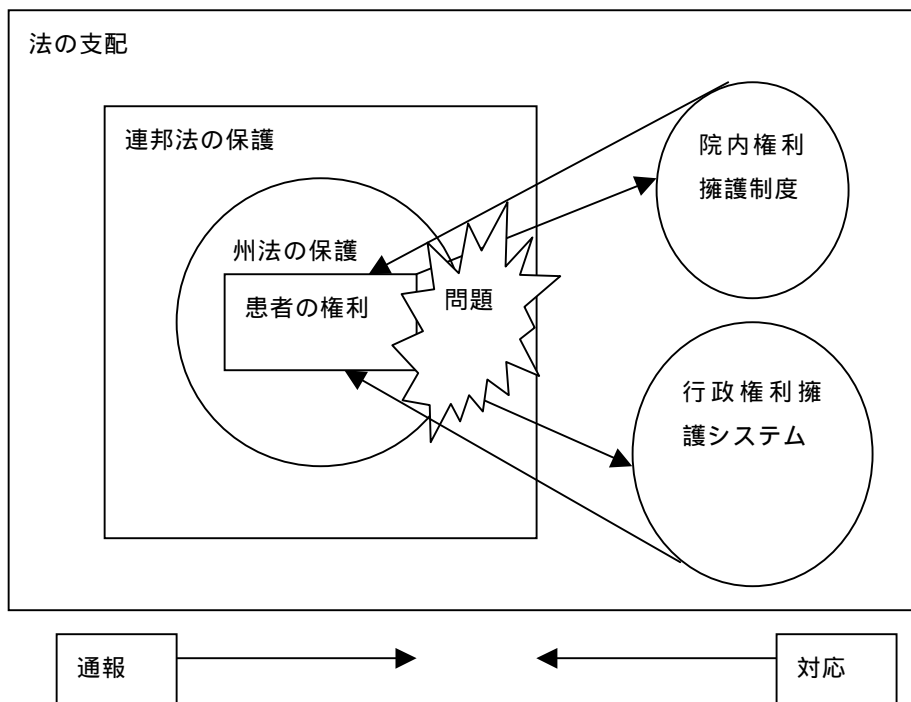 法の支配
連邦法の保護
院内権利
擁護制度
州法の保護
患者の権利
問題
行政権利擁
護システム
通報
対応